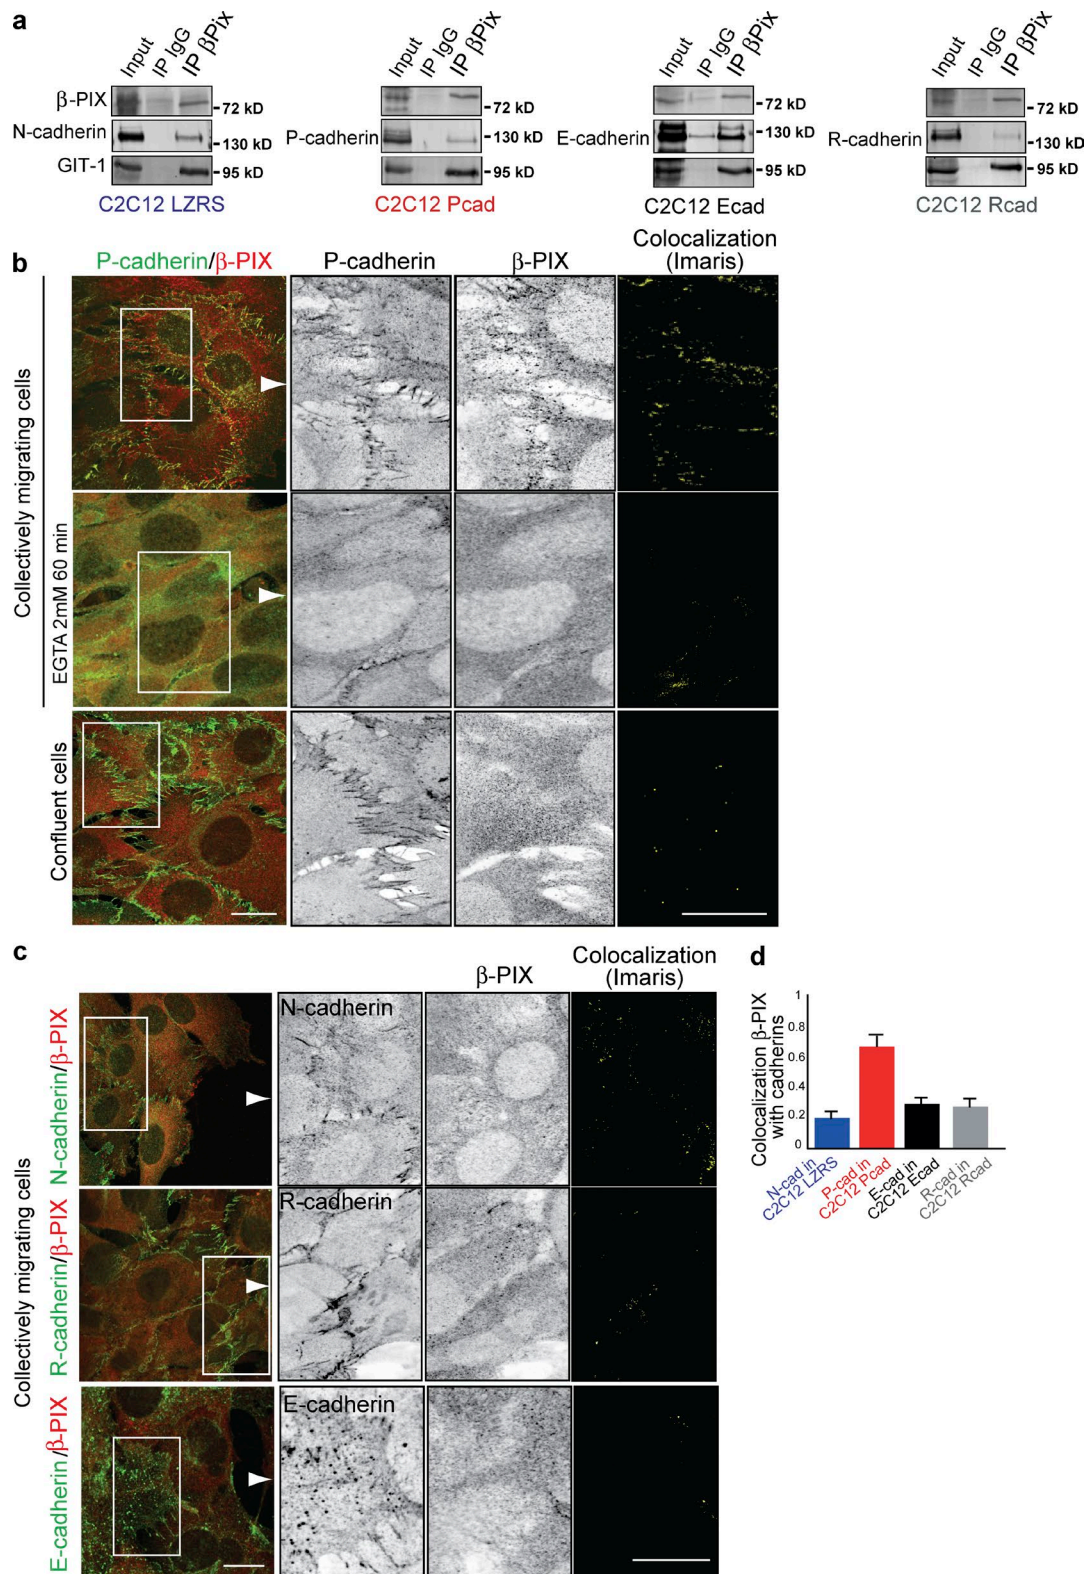 a
Input
IP IgG
IP βPix
Input
IP IgG
IP βPix
Input
IP IgG
IP βPix
Input
IP IgG
IP βPix
β-PIX
72 kD
72 kD
72 kD
72 kD
N-cadherin
130 kD
P-cadherin
130 kD
E-cadherin
130 kD
R-cadherin
130 kD
GIT-1
95 kD
95 kD
95 kD
95 kD
C2C12 LZRS
C2C12 Pcad
C2C12 Ecad
C2C12 Rcad
b
P-cadherin/β-PIX
P-cadherin
β-PIX
Colocalization
(Imaris)
Collectively migrating cells
EGTA 2mM 60 min
Confluent cells
c
β-PIX
Colocalization
(Imaris)
Collectively migrating cells
N-cadherin/β-PIX
N-cadherin
R-cadherin/β-PIX
R-cadherin
E-cadherin/β-PIX
E-cadherin
d
Colocalization β-PIX
with cadherins
1
0.8
0.6
0.4
0.2
0
N-cad in
C2C12 LZRS
P-cad in
C2C12 Pcad
E-cad in
C2C12 Ecad
R-cad in
C2C12 Rcad